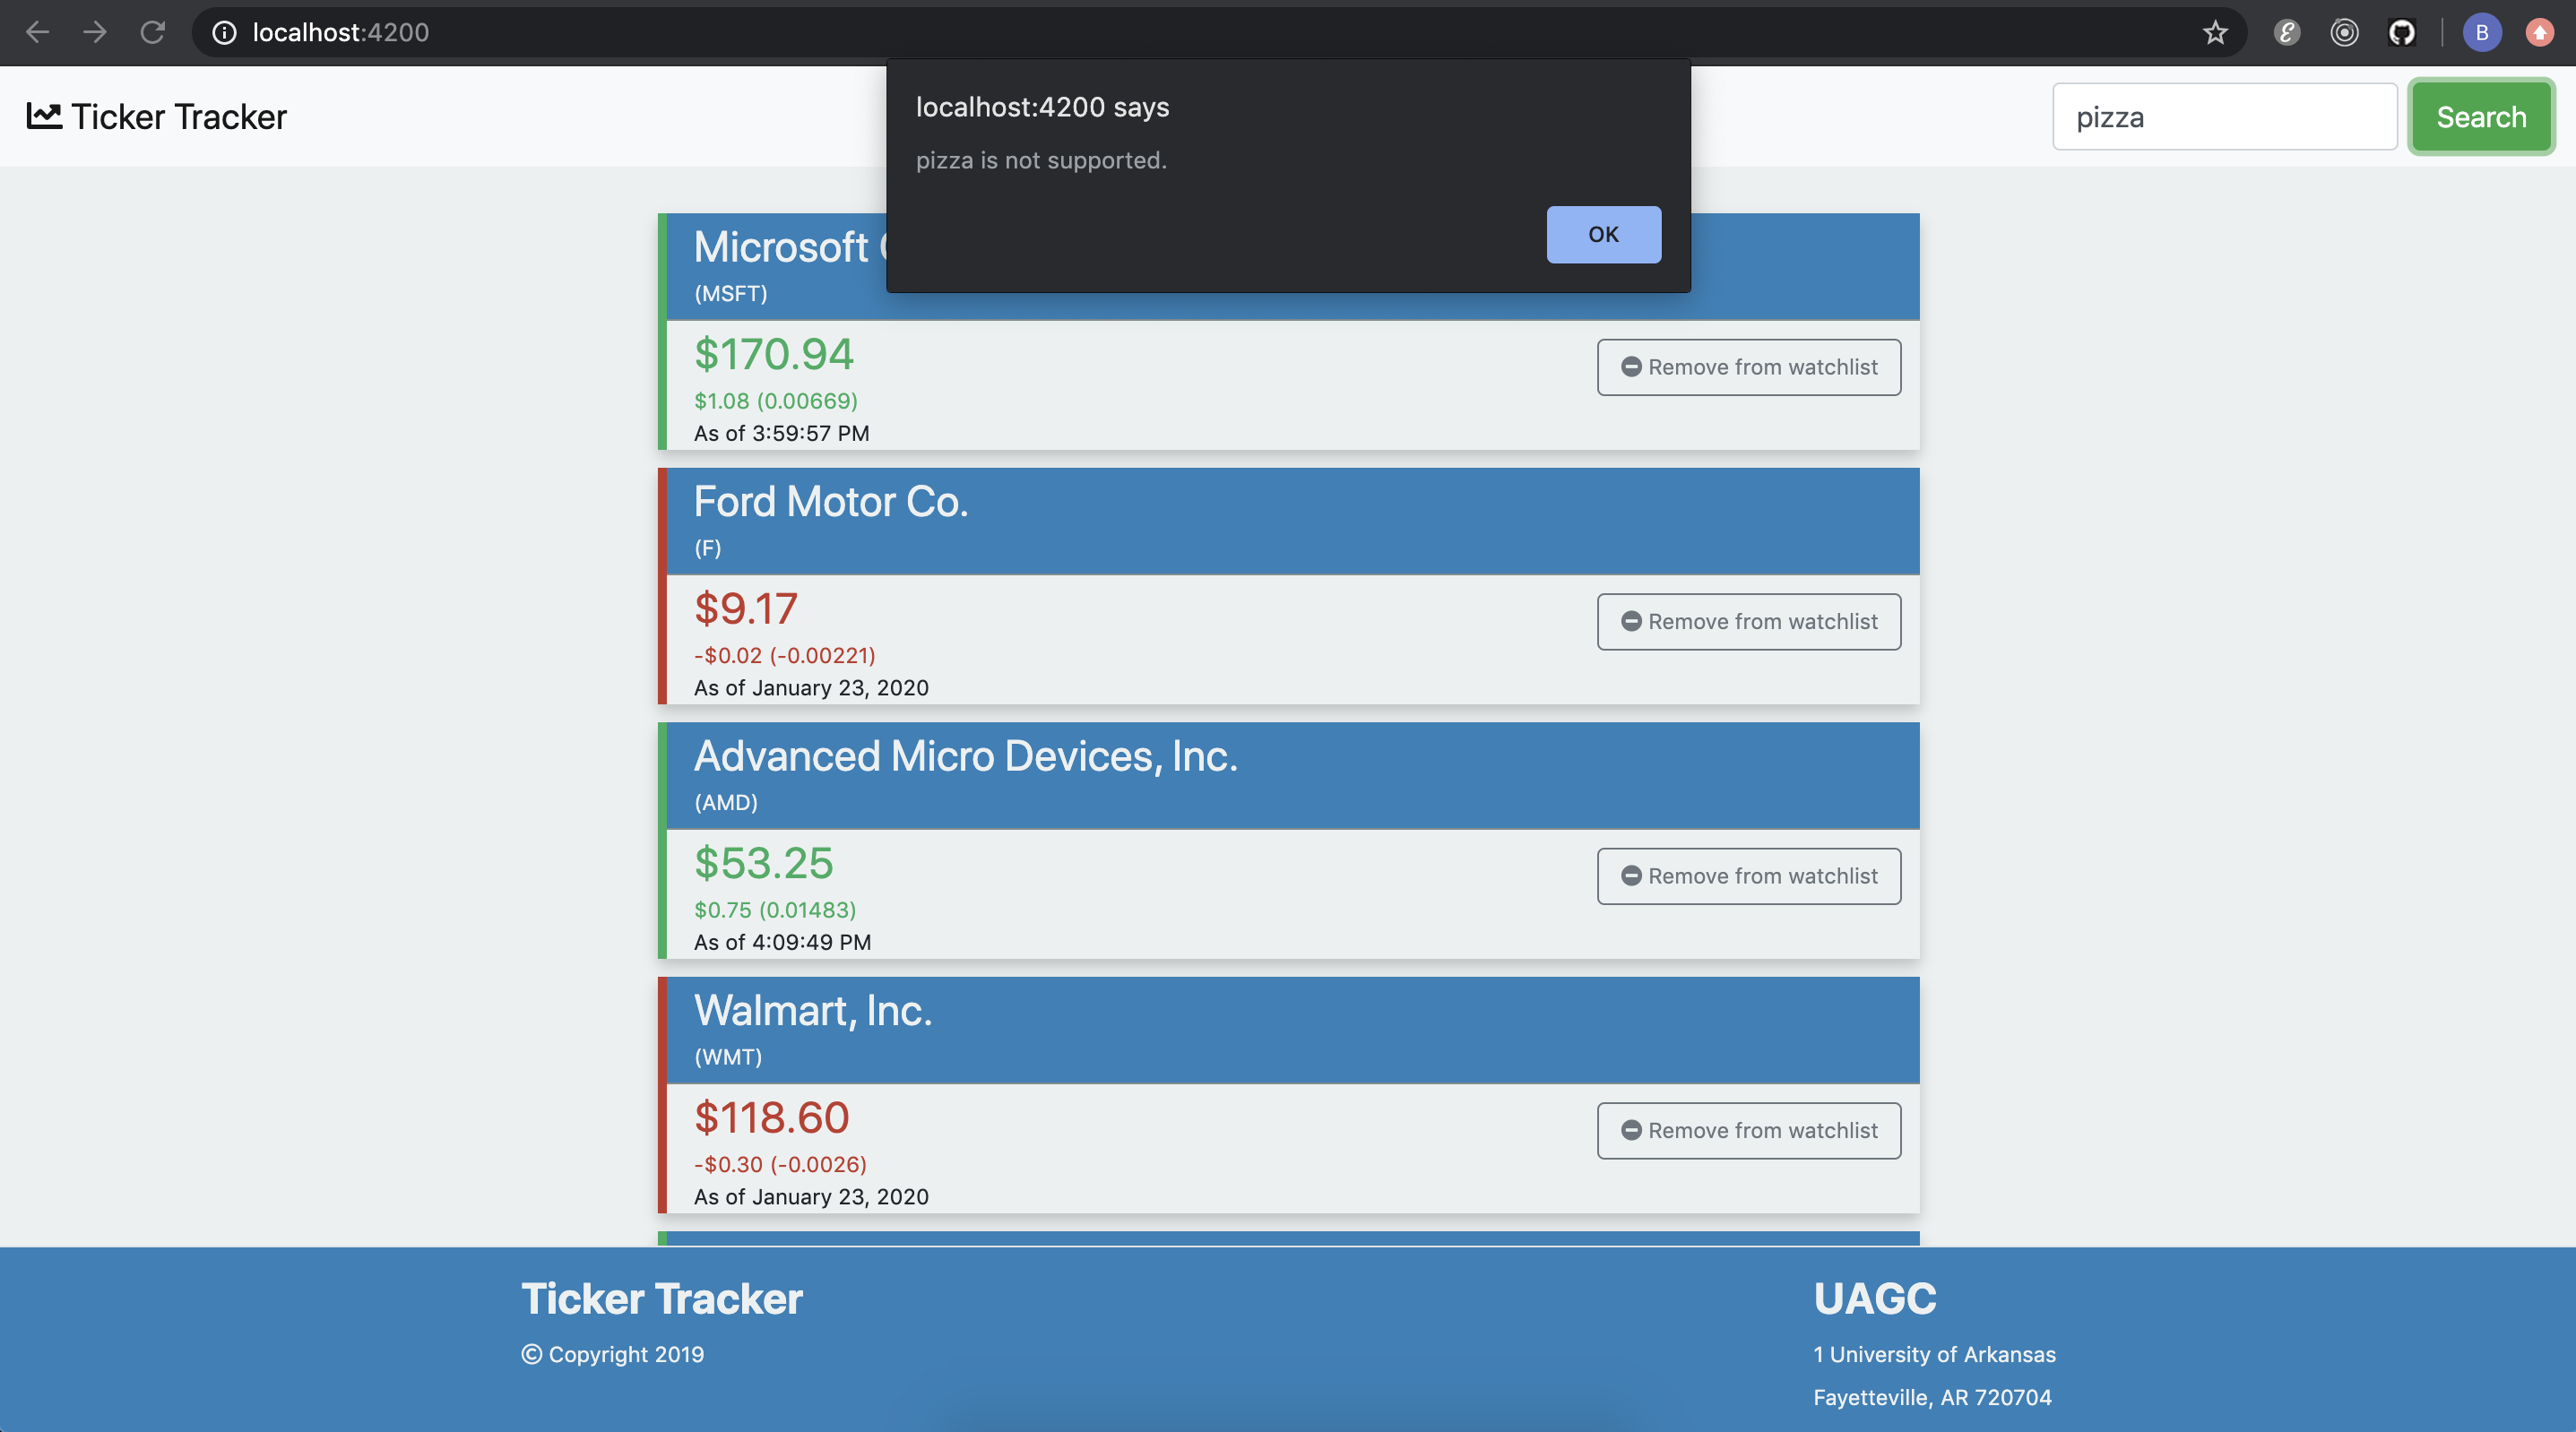 localhost:4200
B
Ticker Tracker
pizza
Search
localhost:4200 says
pizza is not supported.
OK
Microsoft
(MSFT)
$170.94
Remove from watchlist
$1.08 (0.00669)
As of 3:59:57 PM
Ford Motor Co.
(F)
$9.17
Remove from watchlist
-$0.02 (-0.00221)
As of January 23, 2020
Advanced Micro Devices, Inc.
(AMD)
$53.25
Remove from watchlist
$0.75 (0.01483)
As of 4:09:49 PM
Walmart, Inc.
(WMT)
$118.60
Remove from watchlist
-$0.30 (-0.0026)
As of January 23, 2020
Ticker Tracker
© Copyright 2019
UAGC
1 University of Arkansas
Fayetteville, AR 720704